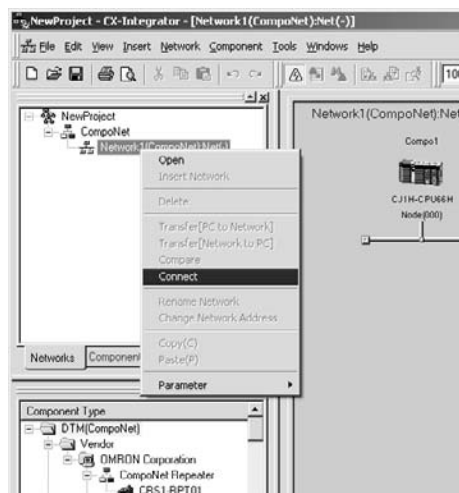 NewProject - CX-Integrator - [Network1(CompoNet):Net(-)]
File Edit View Insert Network Component Tools Windows Help
NewProject
CompoNet
Network1(CompoNet):Net(-)
Open
Insert Network
Delete
Transfer[PC to Network]
Transfer[Network to PC]
Compare
Connect
Rename Network
Change Network Address
Copy(C)
Paste(P)
Parameter
Networks Component
Network1(CompoNet):Net
Compo1
CJ1H-CPU66H
Node(000)
Component Type
DTM(CompoNet)
Vendor
OMRON Corporation
CompoNet Repeater
CRS1-RPT01